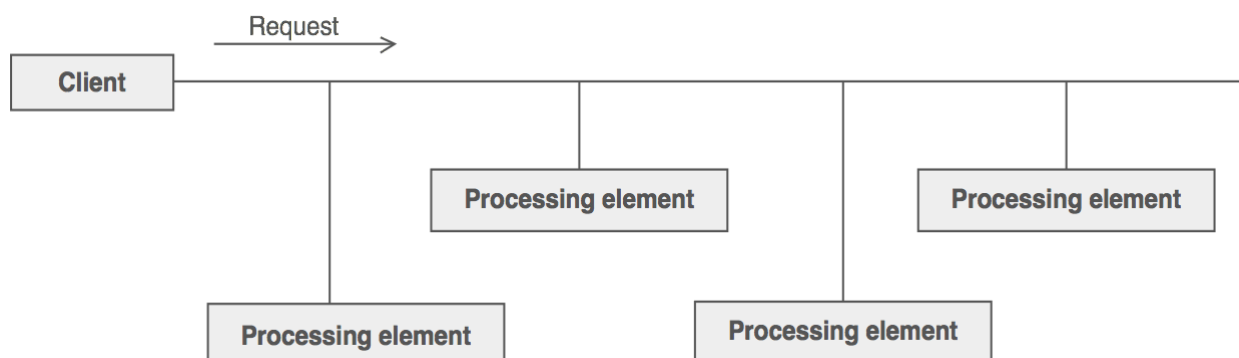 Request
Client
Processing element
Processing element
Processing element
Processing element